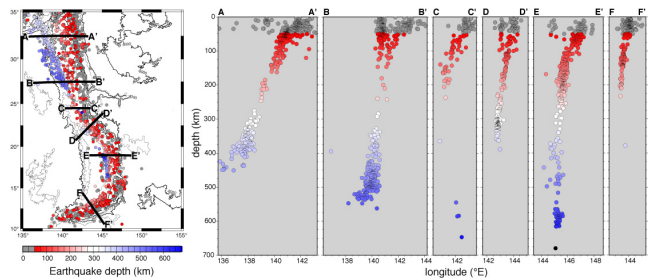 A A' B B' C C' D D' E E' F F'
35°
30°
25°
20°
15°
10°
A A'
B B'
C C'
D D'
E E'
F F'
135° 140° 145° 150° 155°
0 50 100 200 300 400 500 600
Earthquake depth (km)
0
100
200
300
400
500
600
700
depth (km)
136 138 140 142 138 140 142 144 142 142 144 144 146 148 144
longitude (°E)